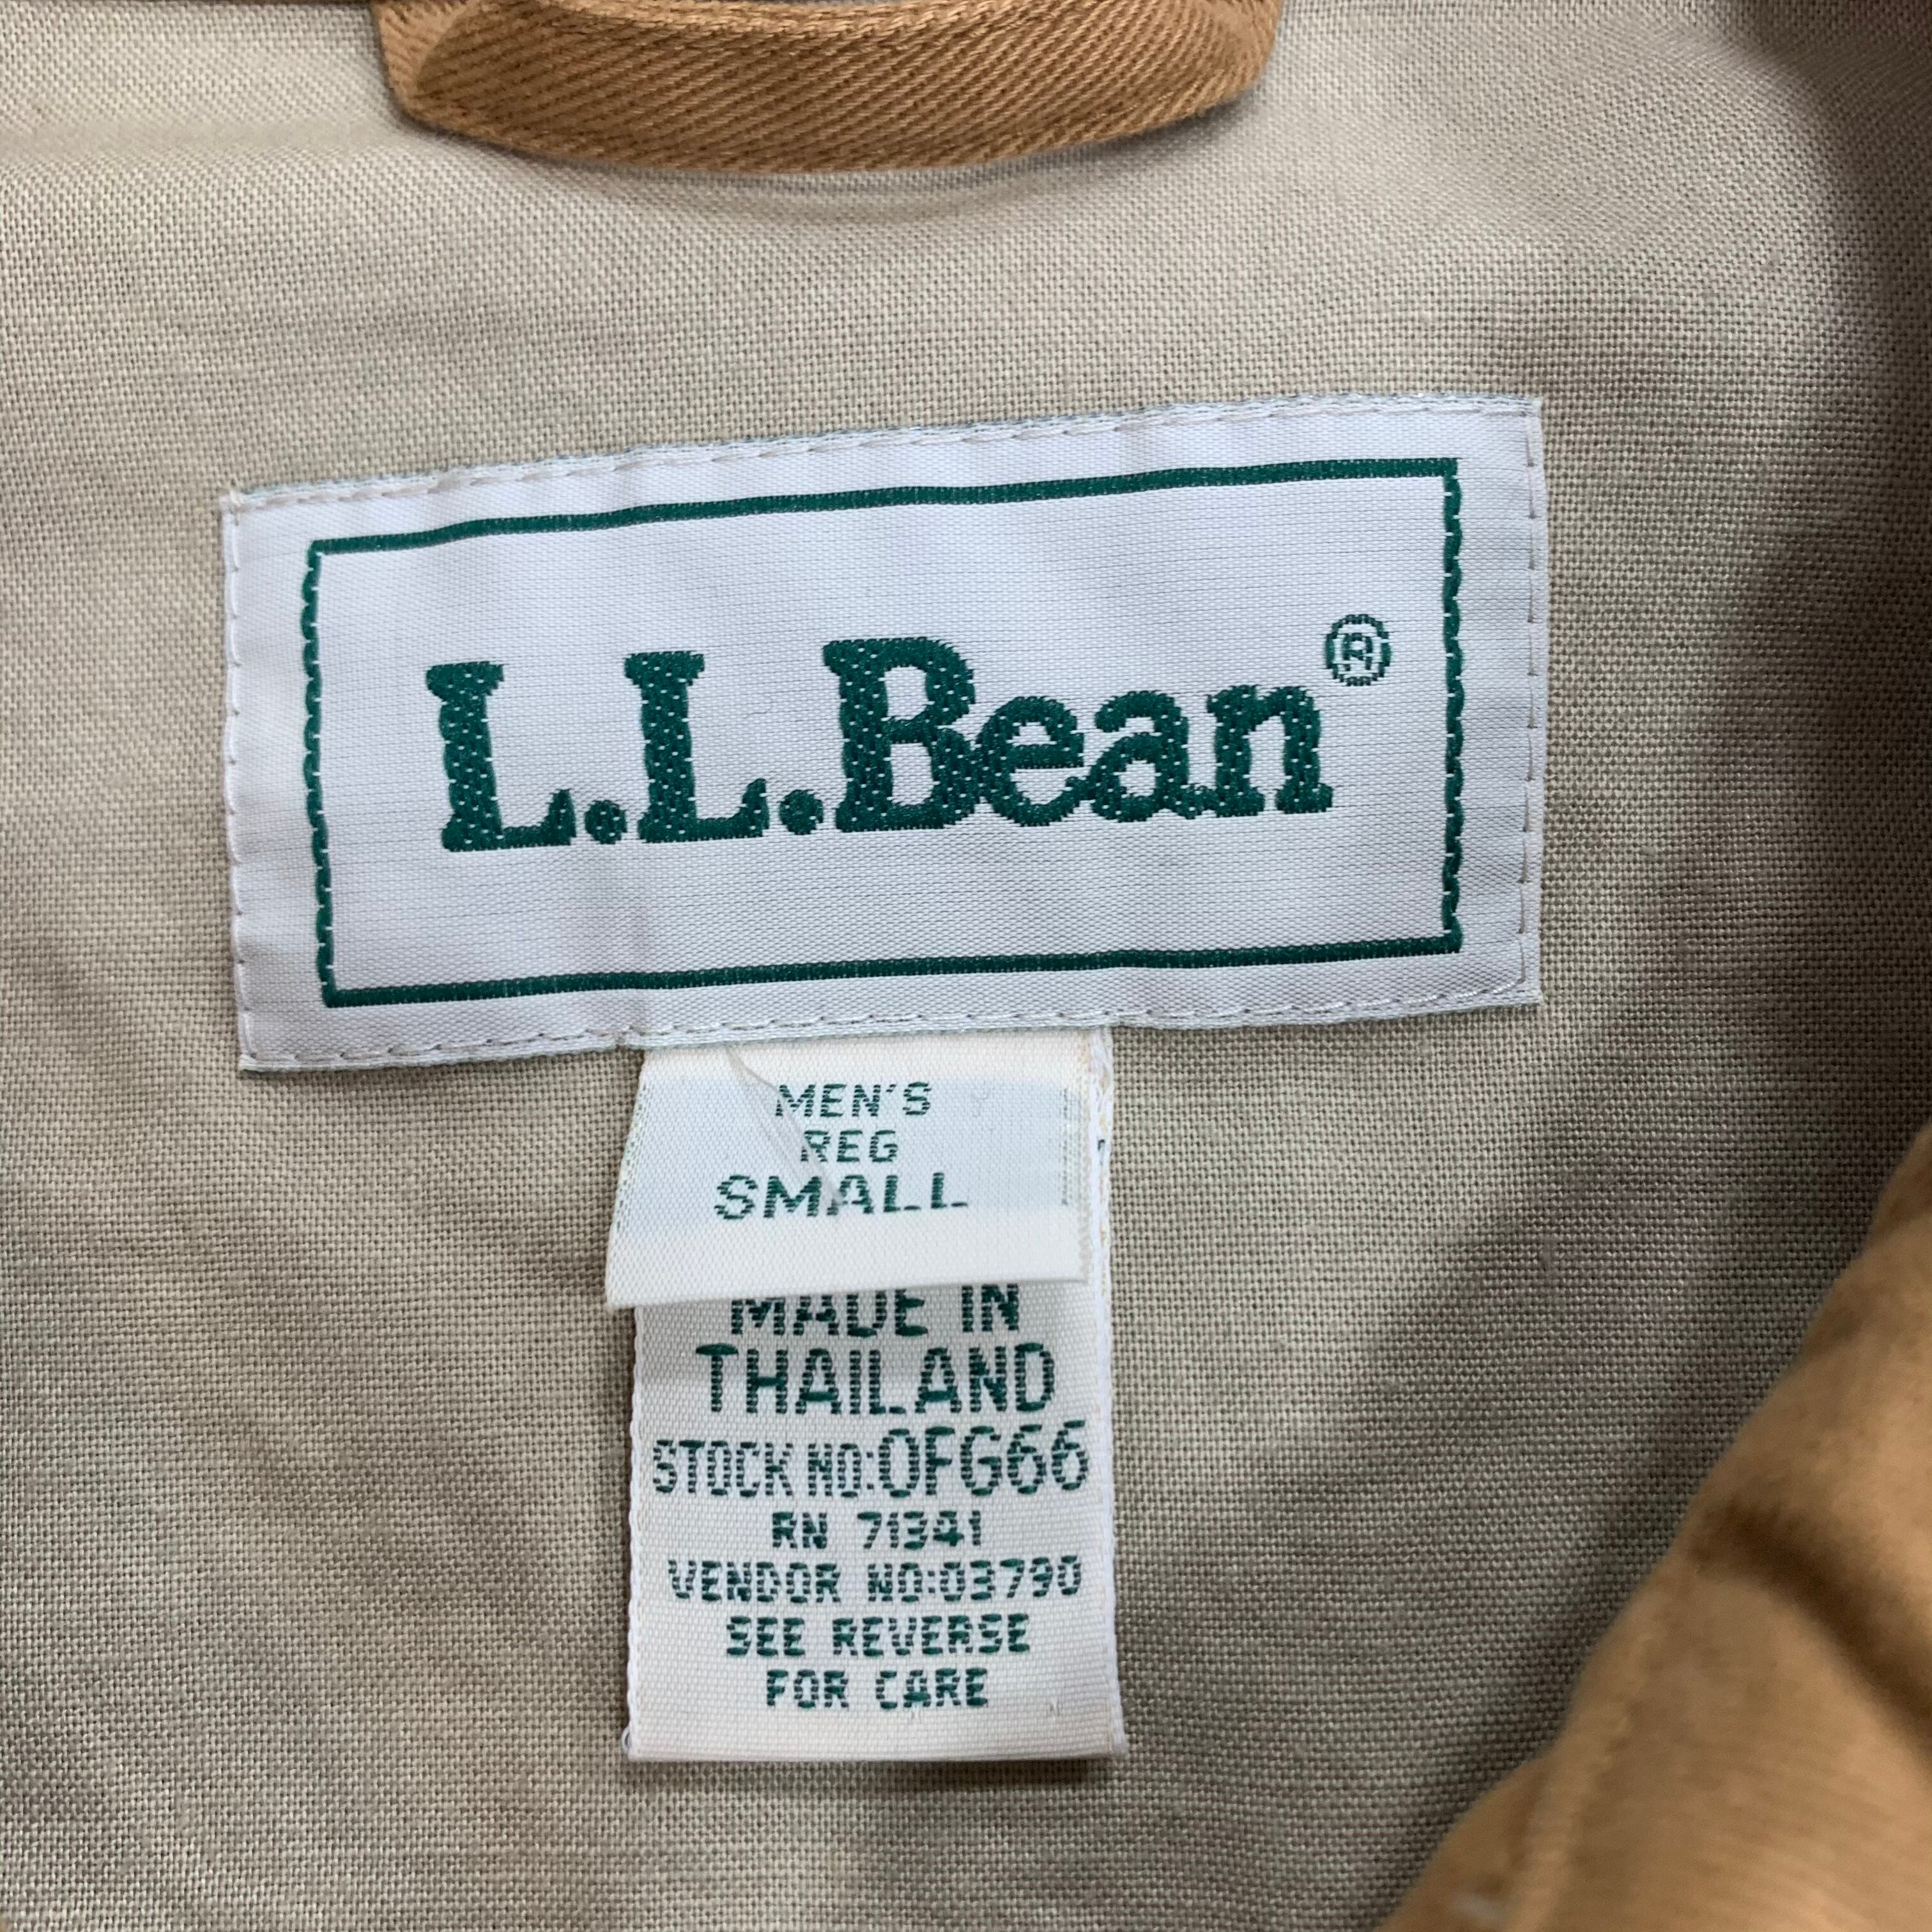 L.L.Bean®
MEN'S
REG
SMALL
MADE IN
THAILAND
STOCK NO:0FG66
RN 71341
VENDOR NO:03790
SEE REVERSE
FOR CARE